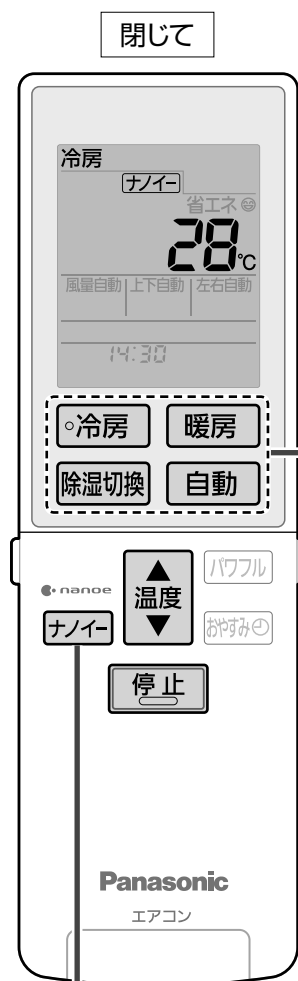 閉じて
冷房
ナノイー
省エネ
28℃
風量自動 上下自動 左右自動
14:30
冷房 暖房
除湿切換 自動
nanoe
ナノイー
▲
温度
▼
パワフル
おやすみ
停止
Panasonic
エアコン